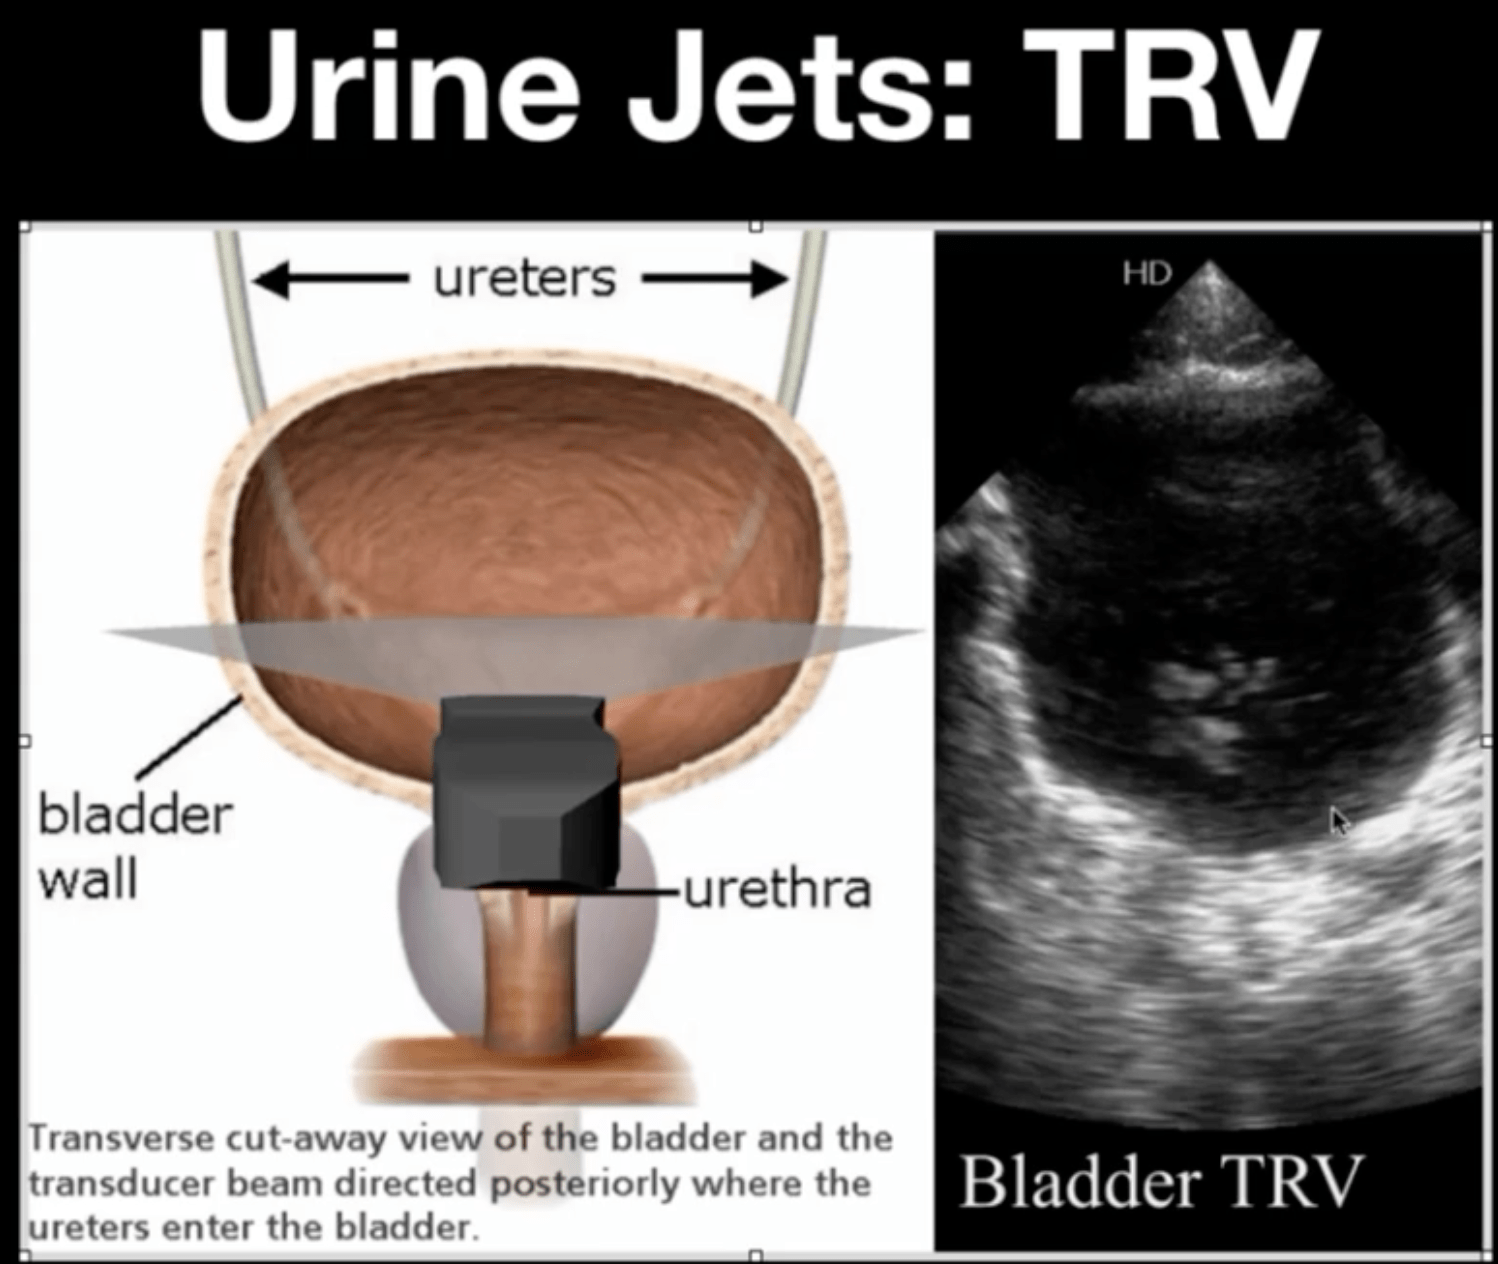 Urine Jets: TRV
ureters
bladder
wall
urethra
Transverse cut-away view of the bladder and the
transducer beam directed posteriorly where the
ureters enter the bladder.
HD
Bladder TRV